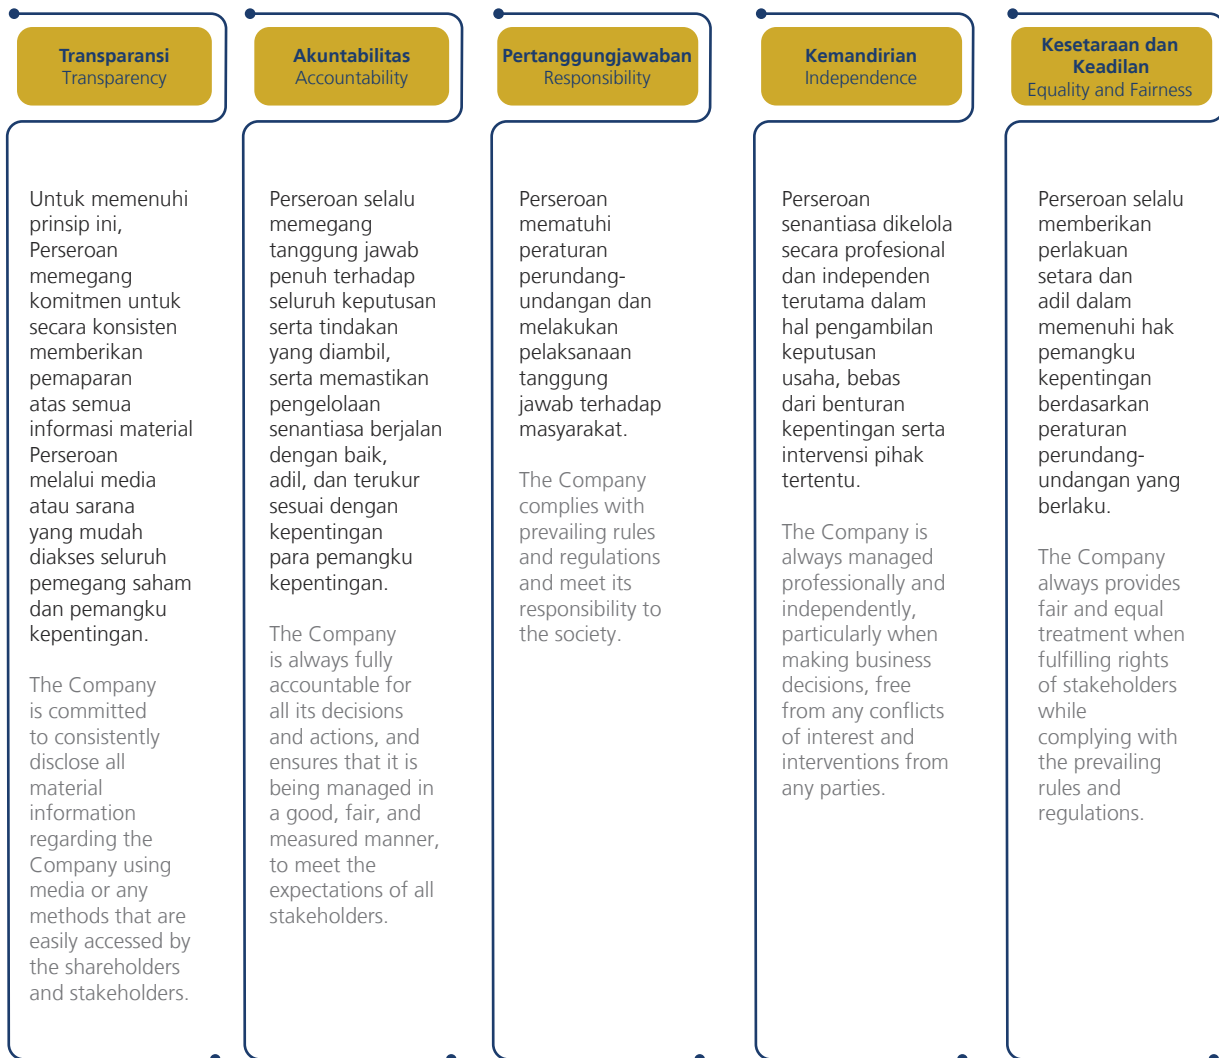 Transparansi
Transparency
Untuk memenuhi
prinsip ini,
Perseroan
memegang
komitmen untuk
secara konsisten
memberikan
pemaparan
atas semua
informasi material
Perseroan
melalui media
atau sarana
yang mudah
diakses seluruh
pemegang saham
dan pemangku
kepentingan.
The Company
is committed
to consistently
disclose all
material
information
regarding the
Company using
media or any
methods that are
easily accessed by
the shareholders
and stakeholders.
Akuntabilitas
Accountability
Perseroan selalu
memegang
tanggung jawab
penuh terhadap
seluruh keputusan
serta tindakan
yang diambil,
serta memastikan
pengelolaan
senantiasa berjalan
dengan baik,
adil, dan terukur
sesuai dengan
kepentingan
para pemangku
kepentingan.
The Company
is always fully
accountable for
all its decisions
and actions, and
ensures that it is
being managed in
a good, fair, and
measured manner,
to meet the
expectations of all
stakeholders.
Pertanggungjawaban
Responsibility
Perseroan
mematuhi
peraturan
perundang-
undangan dan
melakukan
pelaksanaan
tanggung
jawab terhadap
masyarakat.
The Company
complies with
prevailing rules
and regulations
and meet its
responsibility to
the society.
Kemandirian
Independence
Perseroan
senantiasa dikelola
secara profesional
dan independen
terutama dalam
hal pengambilan
keputusan
usaha, bebas
dari benturan
kepentingan serta
intervensi pihak
tertentu.
The Company is
always managed
professionally and
independently,
particularly when
making business
decisions, free
from any conflicts
of interest and
interventions from
any parties.
Kesetaraan dan
Keadilan
Equality and Fairness
Perseroan selalu
memberikan
perlakuan
setara dan
adil dalam
memenuhi hak
pemangku
kepentingan
berdasarkan
peraturan
perundang-
undangan yang
berlaku.
The Company
always provides
fair and equal
treatment when
fulfilling rights
of stakeholders
while
complying with
the prevailing
rules and
regulations.